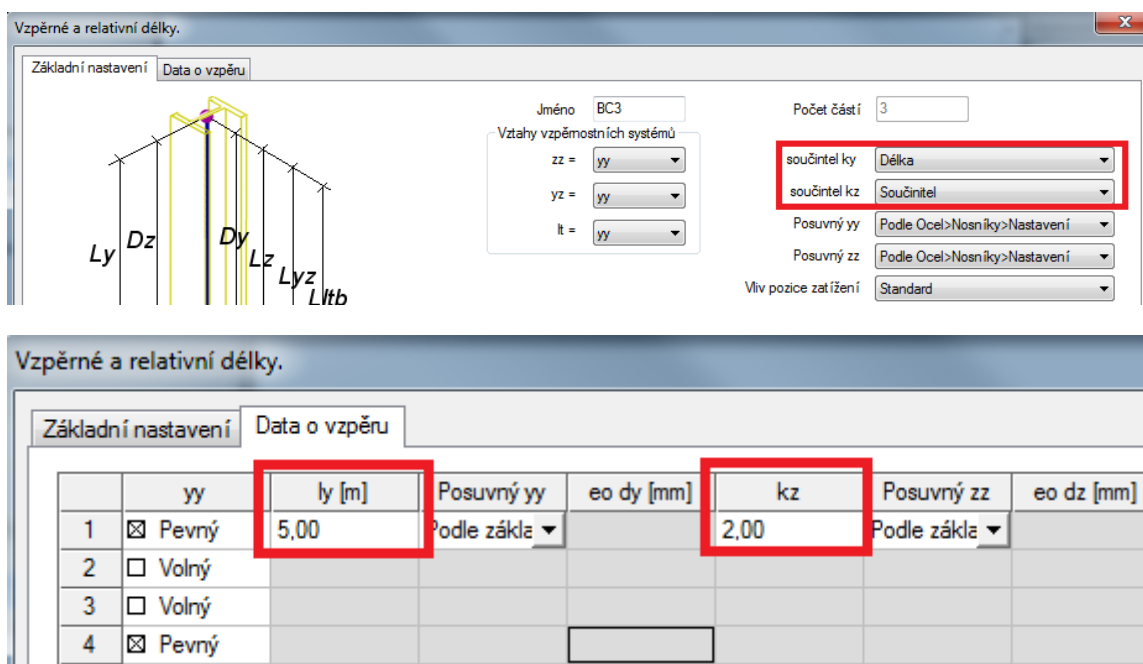 Vzpěrné a relativní délky.
Základní nastavení Data o vzpěru
Jméno BC3 Počet částí 3
Vztahy vzpěrnostních systémů
zz = yy součintel ky Délka
yz = yy součintel kz Součinitel
lt = yy Posuvný yy Podle Ocel>Nosníky>Nastavení
Posuvný zz Podle Ocel>Nosníky>Nastavení
Vliv pozice zatížení Standard
Ly Dz Dy Lz Lyz Lltb
Vzpěrné a relativní délky.
Základní nastavení Data o vzpěru
yy ly [m] Posuvný yy eo dy [mm] kz Posuvný zz eo dz [mm]
1 Pevný 5,00 Podle zákla 2,00 Podle zákla
2 Volný
3 Volný
4 Pevný